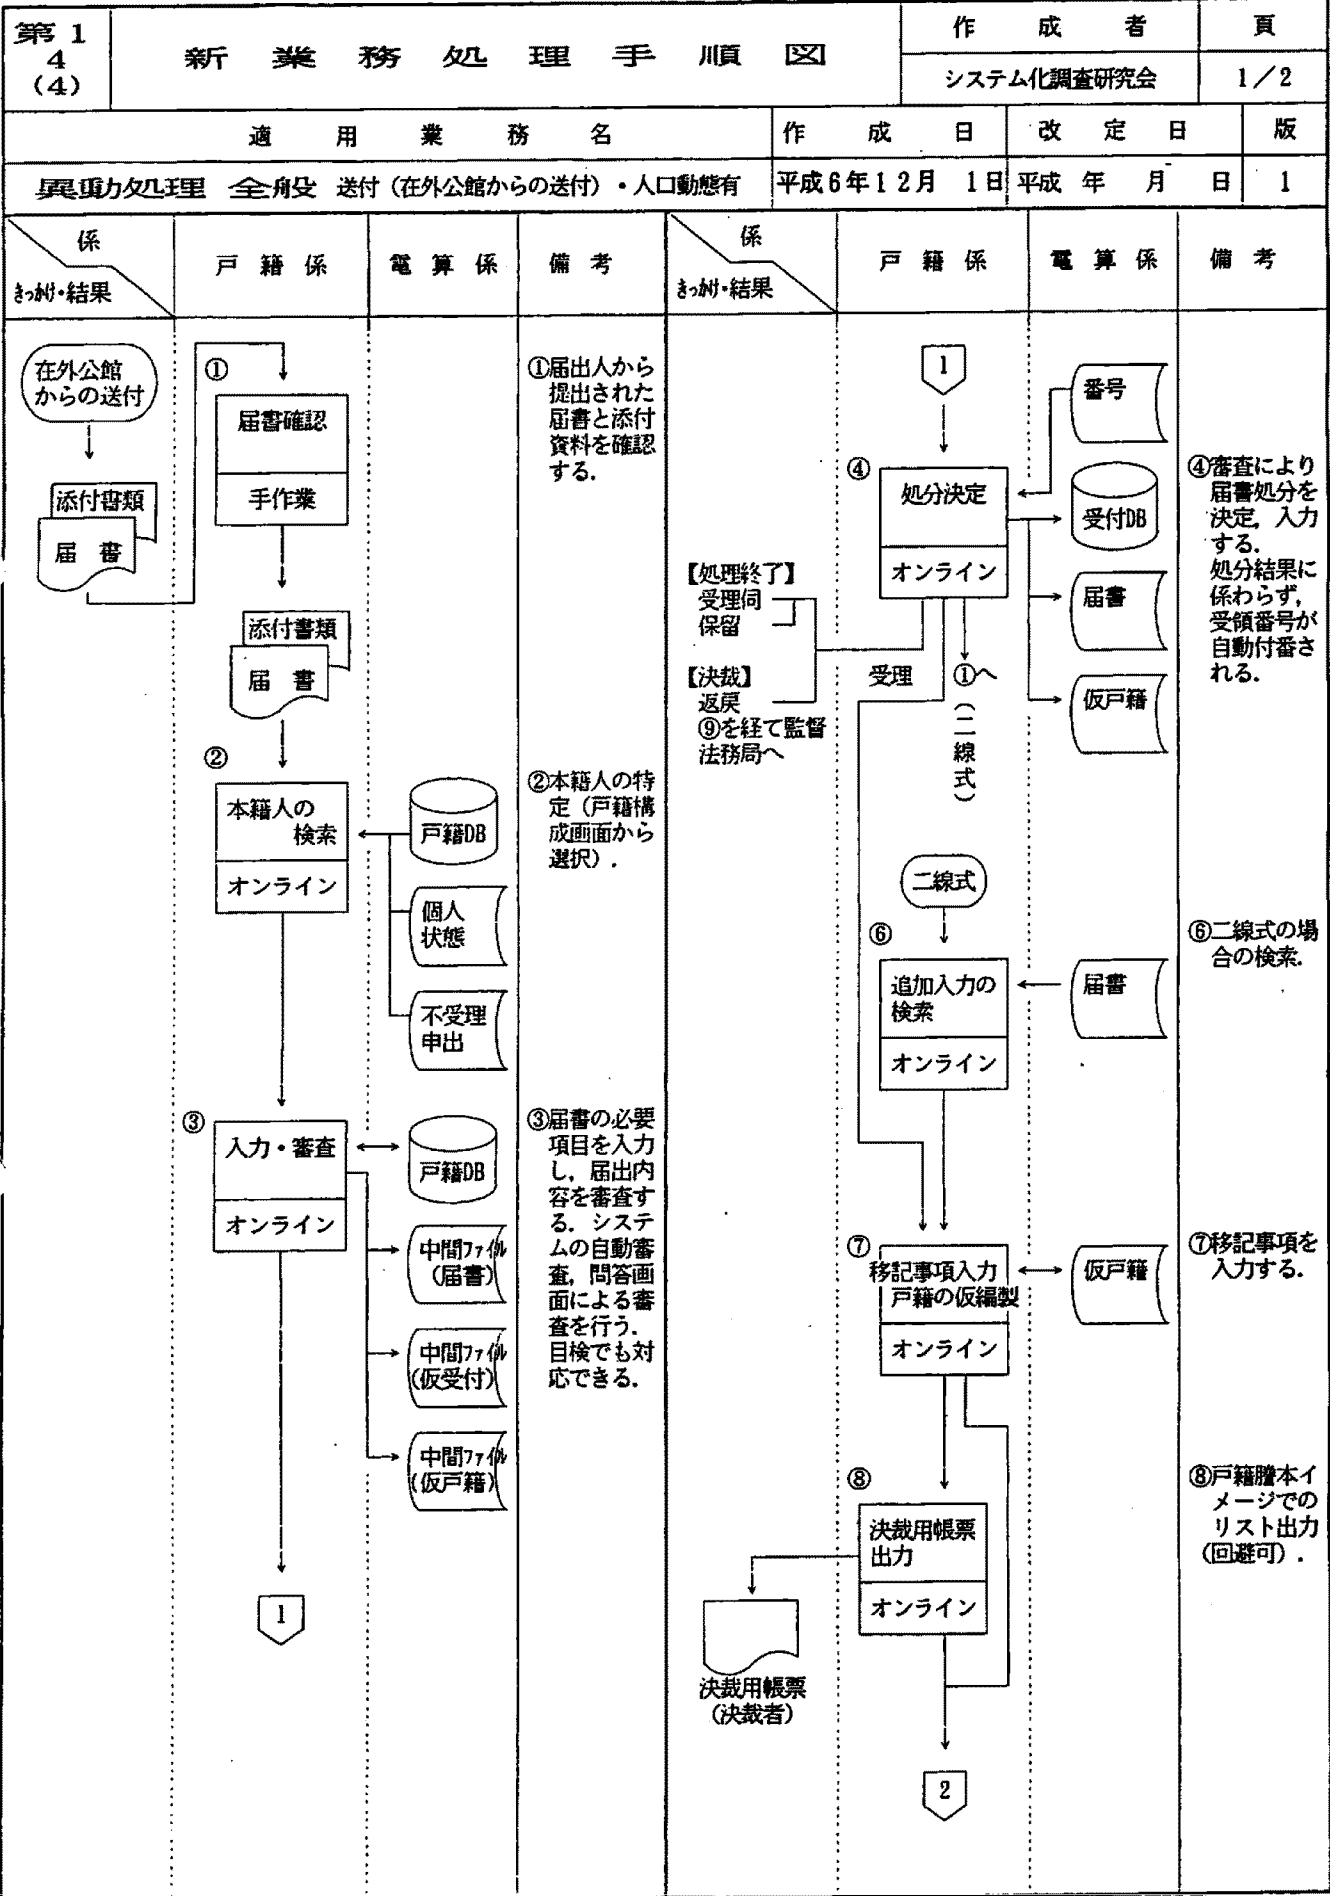 第１
４
（４）
新業務処理手順図
作成者
頁
システム化調査研究会
１／２
適用業務名
作成日
改定日
版
異動処理 全般 送付（在外公館からの送付）・人口動態有
平成６年１２月 １日
平成 年 月 日
１
係
きっかけ・結果
戸籍係
電算係
備考
在外公館
からの送付
添付書類
届書
①
届書確認
手作業
添付書類
届書
①届出人から
提出された
届書と添付
資料を確認
する．
②
本籍人の
検索
オンライン
戸籍DB
個人
状態
不受理
申出
②本籍人の特
定（戸籍構
成画面から
選択）．
③
入力・審査
オンライン
戸籍DB
中間ファイル
（届書）
中間ファイル
（仮受付）
中間ファイル
（仮戸籍）
③届書の必要
項目を入力
し，届出内
容を審査す
る．システ
ムの自動審
査，問答画
面による審
査を行う．
目検でも対
応できる．
１
係
きっかけ・結果
戸籍係
電算係
備考
１
④
処分決定
オンライン
番号
受付DB
届書
仮戸籍
④審査により
届書処分を
決定，入力
する．
処分結果に
係わらず，
受領番号が
自動付番さ
れる．
【処理終了】
受理伺
保留
【決裁】
返戻
⑨を経て監督
法務局へ
受理
①へ
（二線式）
二線式
⑥
追加入力の
検索
オンライン
届書
⑥二線式の場
合の検索．
⑦
移記事項入力
戸籍の仮編製
オンライン
仮戸籍
⑦移記事項を
入力する．
⑧
決裁用帳票
出力
オンライン
決裁用帳票
（決裁者）
⑧戸籍謄本イ
メージでの
リスト出力
（回避可）．
２